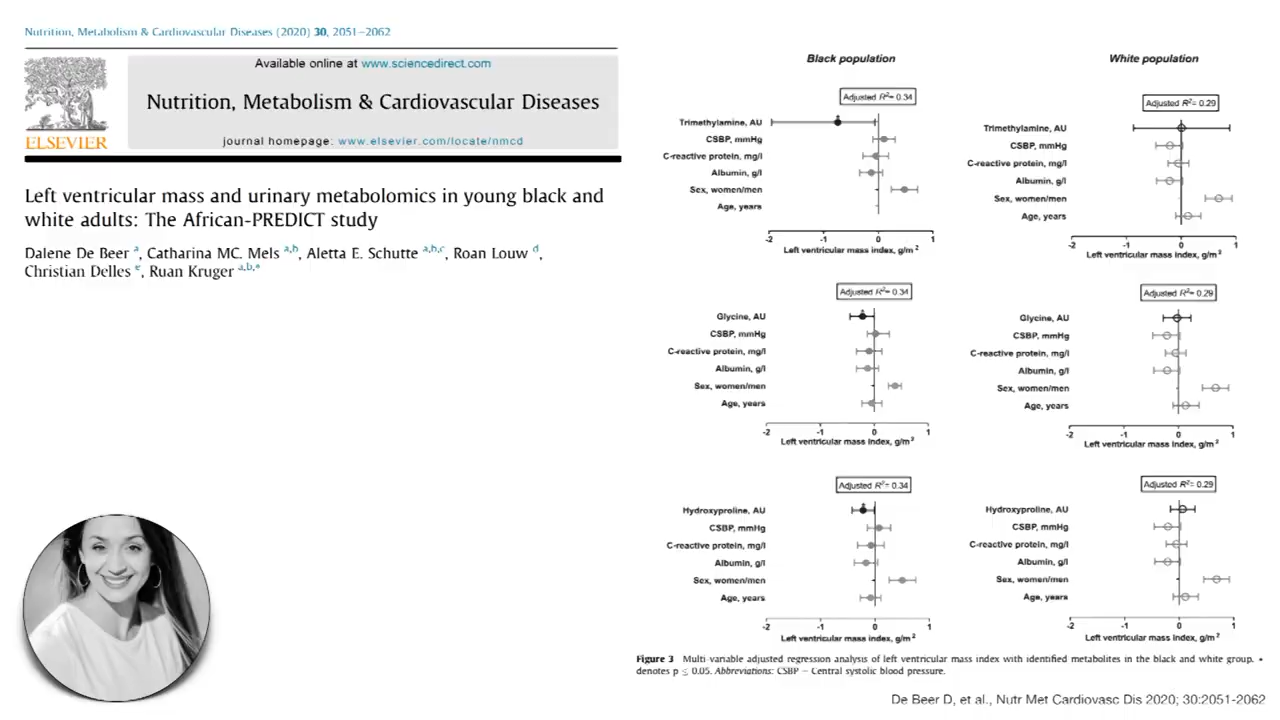 Nutrition, Metabolism & Cardiovascular Diseases (2020) 30, 2051-2062
Available online at www.sciencedirect.com
Nutrition, Metabolism & Cardiovascular Diseases
ELSEVIER
journal homepage: www.elsevier.com/locate/nmcd
Left ventricular mass and urinary metabolomics in young black and
white adults: The African-PREDICT study
Dalene De Beer a, Catharina MC. Mels a,b, Aletta E. Schutte a,b,c, Roan Louw d,
Christian Delles e, Ruan Kruger a,b,*
Black population
Adjusted R2= 0.34
Trimethylamine, AU
CSBP, mmHg
C-reactive protein, mg/l
Albumin, g/l
Sex, women/men
Age, years
-2 -1 0 1
Left ventricular mass index, g/m2
White population
Adjusted R2= 0.29
Trimethylamine, AU
CSBP, mmHg
C-reactive protein, mg/l
Albumin, g/l
Sex, women/men
Age, years
-2 -1 0 1
Left ventricular mass index, g/m2
Adjusted R2= 0.34
Glycine, AU
CSBP, mmHg
C-reactive protein, mg/l
Albumin, g/l
Sex, women/men
Age, years
-2 -1 0 1
Left ventricular mass index, g/m2
Adjusted R2= 0.29
Glycine, AU
CSBP, mmHg
C-reactive protein, mg/l
Albumin, g/l
Sex, women/men
Age, years
-2 -1 0 1
Left ventricular mass index, g/m2
Adjusted R2= 0.34
Hydroxyproline, AU
CSBP, mmHg
C-reactive protein, mg/l
Albumin, g/l
Sex, women/men
Age, years
-2 -1 0 1
Left ventricular mass index, g/m2
Adjusted R2= 0.29
Hydroxyproline, AU
CSBP, mmHg
C-reactive protein, mg/l
Albumin, g/l
Sex, women/men
Age, years
-2 -1 0 1
Left ventricular mass index, g/m2
Figure 3 Multi-variable adjusted regression analysis of left ventricular mass index with identified metabolites in the black and white group. *
denotes p ≤ 0.05. Abbreviations: CSBP – Central systolic blood pressure.
De Beer D, et al., Nutr Met Cardiovasc Dis 2020; 30:2051-2062